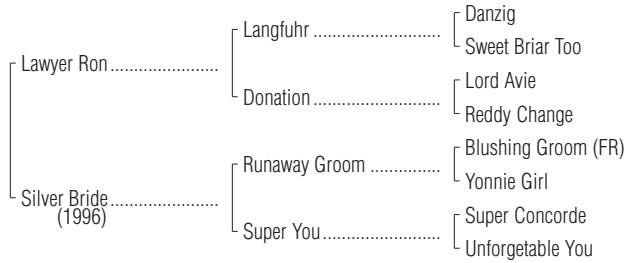 Danzig
Langfuhr ............................
Sweet Briar Too
Lawyer Ron .........................
Lord Avie
Donation .............................
Reddy Change
Blushing Groom (FR)
Runaway Groom ................
Yonnie Girl
Silver Bride .........................
(1996)
Super Concorde
Super You ...........................
Unforgetable You